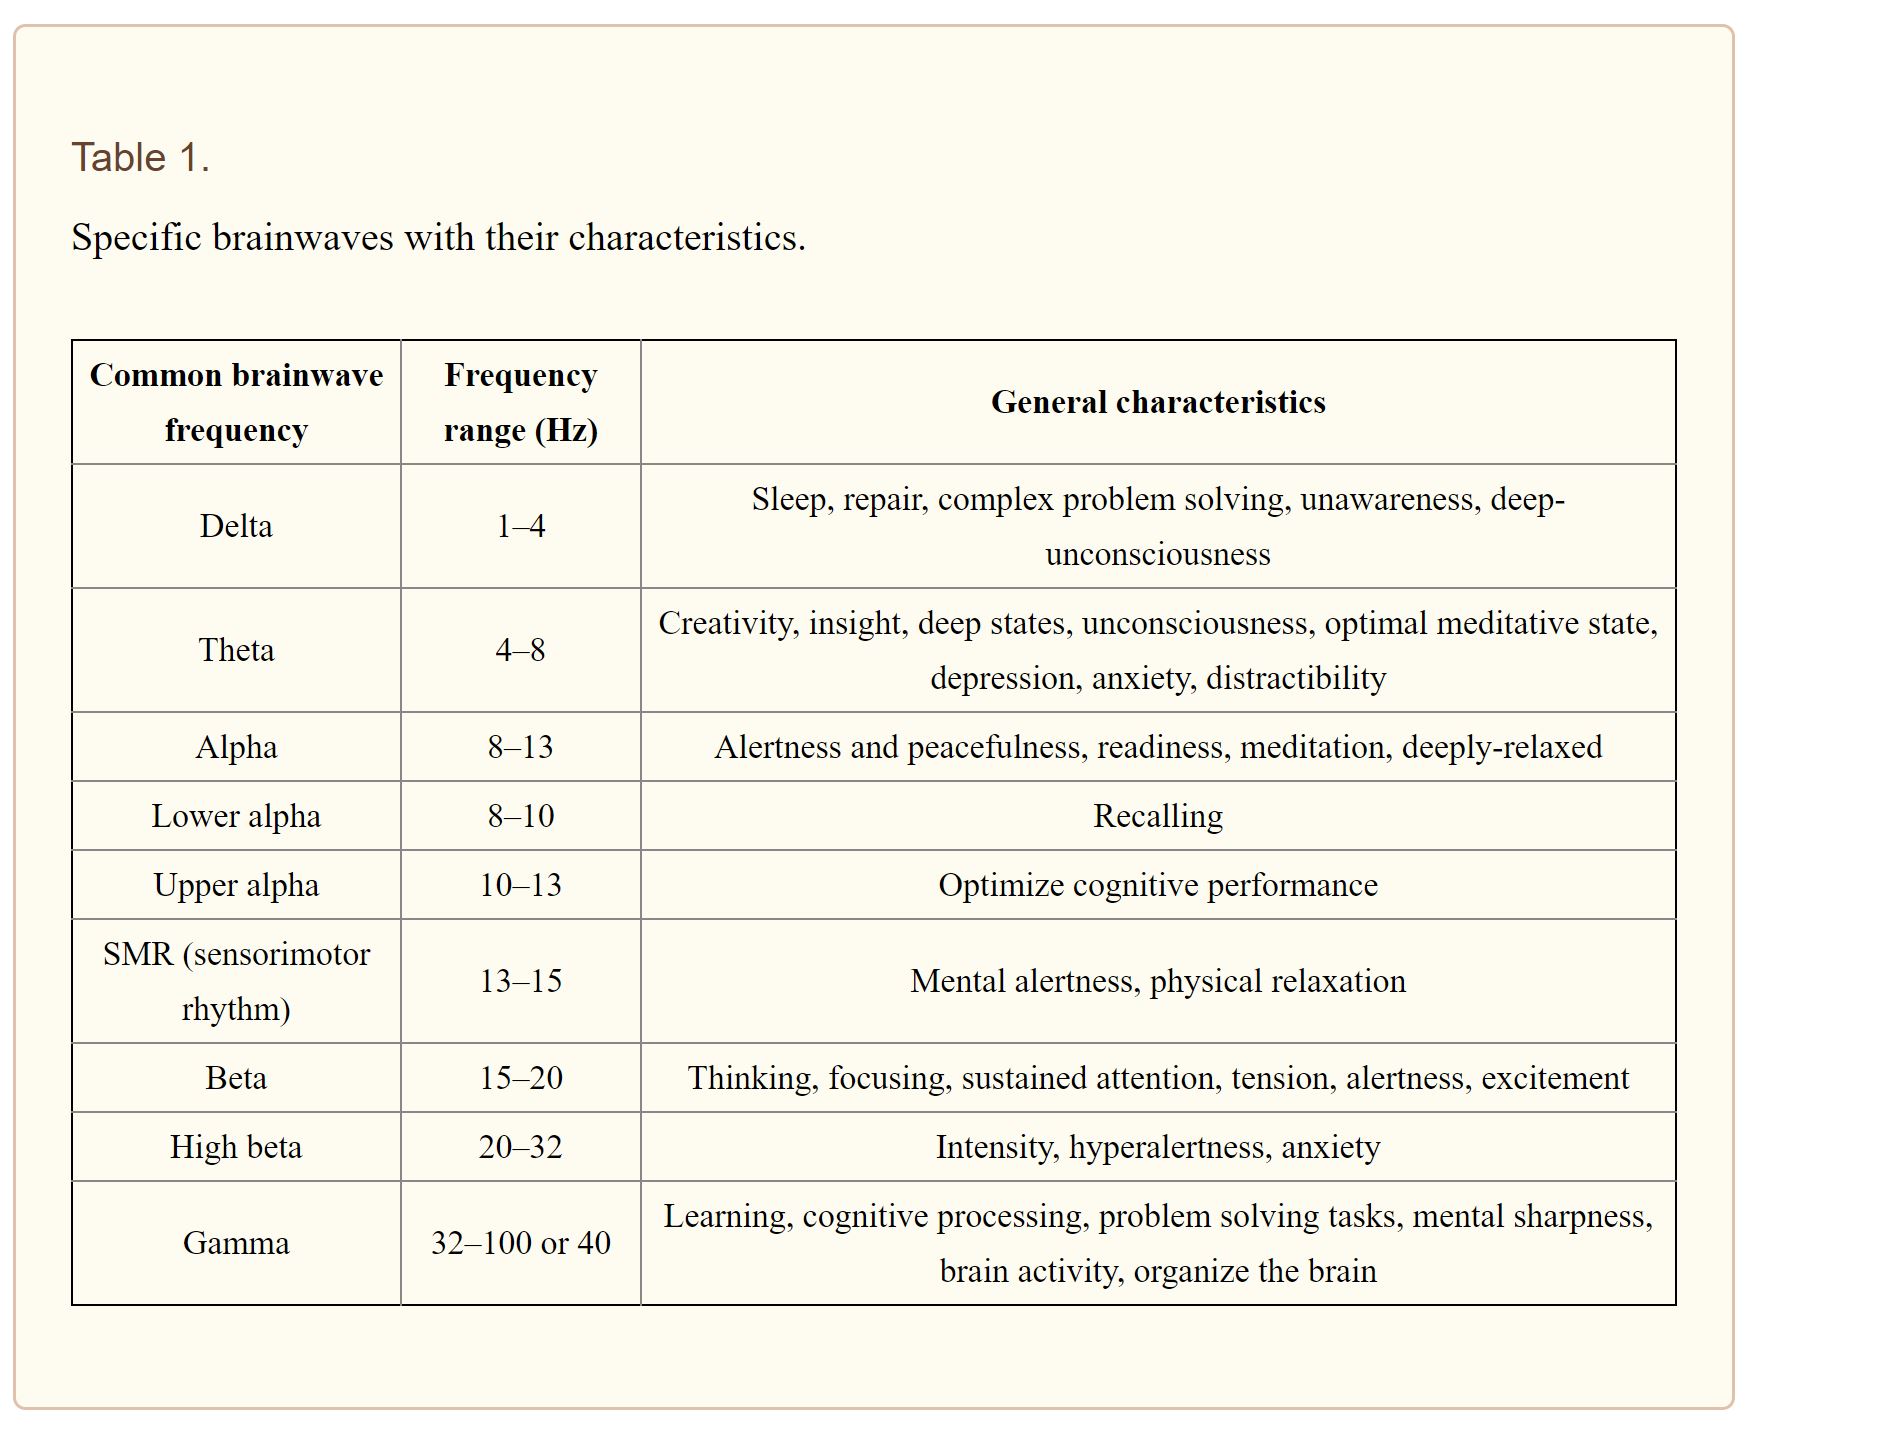 Table 1.
Specific brainwaves with their characteristics.
Common brainwave
frequency
Frequency
range (Hz)
General characteristics
Delta
1–4
Sleep, repair, complex problem solving, unawareness, deep-
unconsciousness
Theta
4–8
Creativity, insight, deep states, unconsciousness, optimal meditative state,
depression, anxiety, distractibility
Alpha
8–13
Alertness and peacefulness, readiness, meditation, deeply-relaxed
Lower alpha
8–10
Recalling
Upper alpha
10–13
Optimize cognitive performance
SMR (sensorimotor
rhythm)
13–15
Mental alertness, physical relaxation
Beta
15–20
Thinking, focusing, sustained attention, tension, alertness, excitement
High beta
20–32
Intensity, hyperalertness, anxiety
Gamma
32–100 or 40
Learning, cognitive processing, problem solving tasks, mental sharpness,
brain activity, organize the brain